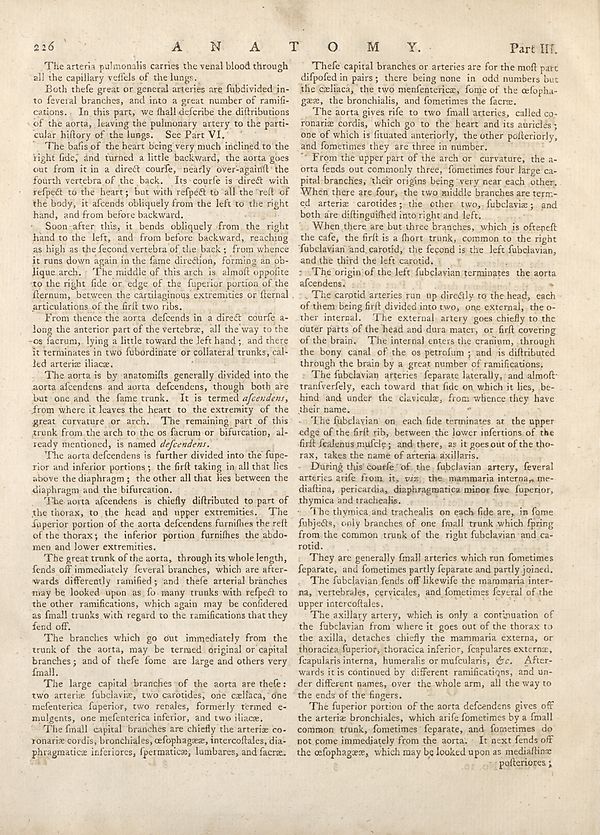 226 A N A T O M Y. Part III.
The arteria pulmonalis carries the venal blood through
all the capillary veſſels of the lungs.
Both theſe great or general arteries are ſubdivided in-
to ſeveral branches, and into a great number of ramifi-
cations. In this part, we ſhall deſcribe the diſtributions
of the aorta, leaving the pulmonary artery to the parti-
cular hiſtory of the lungs. See Part VI.
The baſis of the heart being very much inclined to the
right ſide, and turned a little backward, the aorta goes
out from it in a direct courſe, nearly over-againſt the
fourth vertebra of the back. Its courſe is direct with
reſpect to the heart; but with reſpect to all the reſt of
the body, it aſcends obliquely from the left to the right
hand, and from before backward.
Soon after this, it bends obliquely from the right
hand to the left, and from before backward, reaching
as high as the ſecond vertebra of the back; from whence
it runs down again in the ſame direction, forming an ob-
lique arch. The middle of this arch is almoſt oppoſite
to the right ſide or edge of the ſuperior portion of the
ſternum, between the cartilaginous extremities or ſternal
articulations of the firſt two ribs.
From thence the aorta deſcends in a direct courſe a-
long the anterior part of the vertebræ, all the way to the
os ſacrum, lying a little toward the left hand; and there
it terminates in two ſubordinate or collateral trunks, cal-
led arteriæ iliacæ.
The aorta is by anatomiſts generally divided into the
aorta aſcendens and aorta deſcendens, though both are
but one and the ſame trunk. It is termed aſcendens,
from where it leaves the heart to the extremity of the
great curvature or arch. The remaining part of this
trunk from the arch to the os ſacrum or bifurcation, al-
ready mentioned, is named deſcendens.
The aorta deſcendens is further divided into the ſupe-
rior and inferior portions; the firſt taking in all that lies
above the diaphragm; the other all that lies between the
diaphragm and the bifurcation.
The aorta aſcendens is chiefly diſtributed to part of
the thorax, to the head and upper extremities. The
ſuperior portion of the aorta deſcendens furniſhes the reſt
of the thorax; the inferior portion furniſhes the abdo-
men and lower extremities.
The great trunk of the aorta, through its whole length,
ſends off immediately ſeveral branches, which are after-
wards differently ramified; and theſe arterial branches
may be looked upon as ſo many trunks with reſpect to
the other ramifications, which again may be conſidered
as ſmall trunks with regard to the ramifications that they
ſend off.
The branches which go out immediately from the
trunk of the aorta, may be termed original or capital
branches; and of theſe ſome are large and others very
ſmall.
The large capital branches of the aorta are theſe:
two arteriæ ſubclaviæ, two carotides, one cæliaca, one
meſenterica ſuperior, two renales, formerly termed e-
mulgents, one meſenterica inferior, and two iliacæ.
The ſmall capital branches are chiefly the arteriæ co-
ronariæ cordis, bronchiales, œſophagææ, intercoſtales, dia-
phragmaticæ inferiores, ſpermaticæ, lumbares, and ſacræ.
Theſe capital branches or arteries are for the moſt part
diſpoſed in pairs; there being none in odd numbers but
the cæliaca, the two menſentericæ, ſome of the œſopha-
gææ, the bronchialis, and ſometimes the ſacræ.
The aorta gives riſe to two ſmall arteries, called co-
ronariæ cordis, which go to the heart and its auricles;
one of which is ſituated anteriorly, the other poſteriorly,
and ſometimes they are three in number.
From the upper part of the arch or curvature, the a-
orta ſends out commonly three, ſometimes four large ca-
pital branches, their origins being very near each other.
When there are four, the two middle branches are term-
ed arteriæ carotides; the other two, ſubclaviæ; and
both are diſtinguiſhed into right and left.
When there are but three branches, which is ofteneſt
the caſe, the firſt is a ſhort trunk, common to the right
ſubclavian and carotid, the ſecond is the left ſubclavian,
and the third the left carotid.
The origin of the left ſubclavian terminates the aorta
aſcendens.
The carotid arteries run up directly to the head, each
of them being firſt divided into two, one external, the o-
ther internal. The external artery goes chiefly to the
outer parts of the head and dura mater, or firſt covering
of the brain. The internal enters the cranium, through
the bony canal of the os petroſum; and is diſtributed
through the brain by a great number of ramifications.
The ſubclavian arteries ſeparate laterally, and almoſt
tranſverſely, each toward that ſide on which it lies, be-
hind and under the claviculæ, from whence they have
their name.
The ſubclavian on each ſide terminates at the upper
edge of the firſt rib, between the lower inſertions of the
firſt ſcalenus muſcle; and there, as it goes out of the tho-
rax, takes the name of arteria axillaris.
During this courſe of the ſubclavian artery, ſeveral
arteries ariſe from it, viz. the mammaria interna, me-
diaſtina, pericardia, diaphragmatica minor ſive ſuperior,
thymica and trachealis.
The thymica and trachealis on each ſide are, in ſome
ſubjects, only branches of one ſmall trunk which ſpring
from the common trunk of the right ſubclavian and ca-
rotid.
They are generally ſmall arteries which run ſometimes
ſeparate, and ſometimes partly ſeparate and partly joined.
The ſubclavian ſends off likewiſe the mammaria inter-
na, vertebrales, cervicales, and ſometimes ſeveral of the
upper intercoſtales.
The axillary artery, which is only a continuation of
the ſubclavian from where it goes out of the thorax to
the axilla, detaches chiefly the mammaria externa, or
thoracica ſuperior, thoracica inferior, ſcapulares externæ,
ſcapularis interna, humeralis or muſcularis, &c. After-
wards it is continued by different ramifications, and un-
der different names, over the whole arm, all the way to
the ends of the fingers.
The ſuperior portion of the aorta deſcendens gives off
the arteriæ bronchiales, which ariſe ſometimes by a ſmall
common trunk, ſometimes ſeparate, and ſometimes do
not come immediately from the aorta. It next ſends off
the œſophagææ, which may be looked upon as mediaſtinæ
poſteriores;